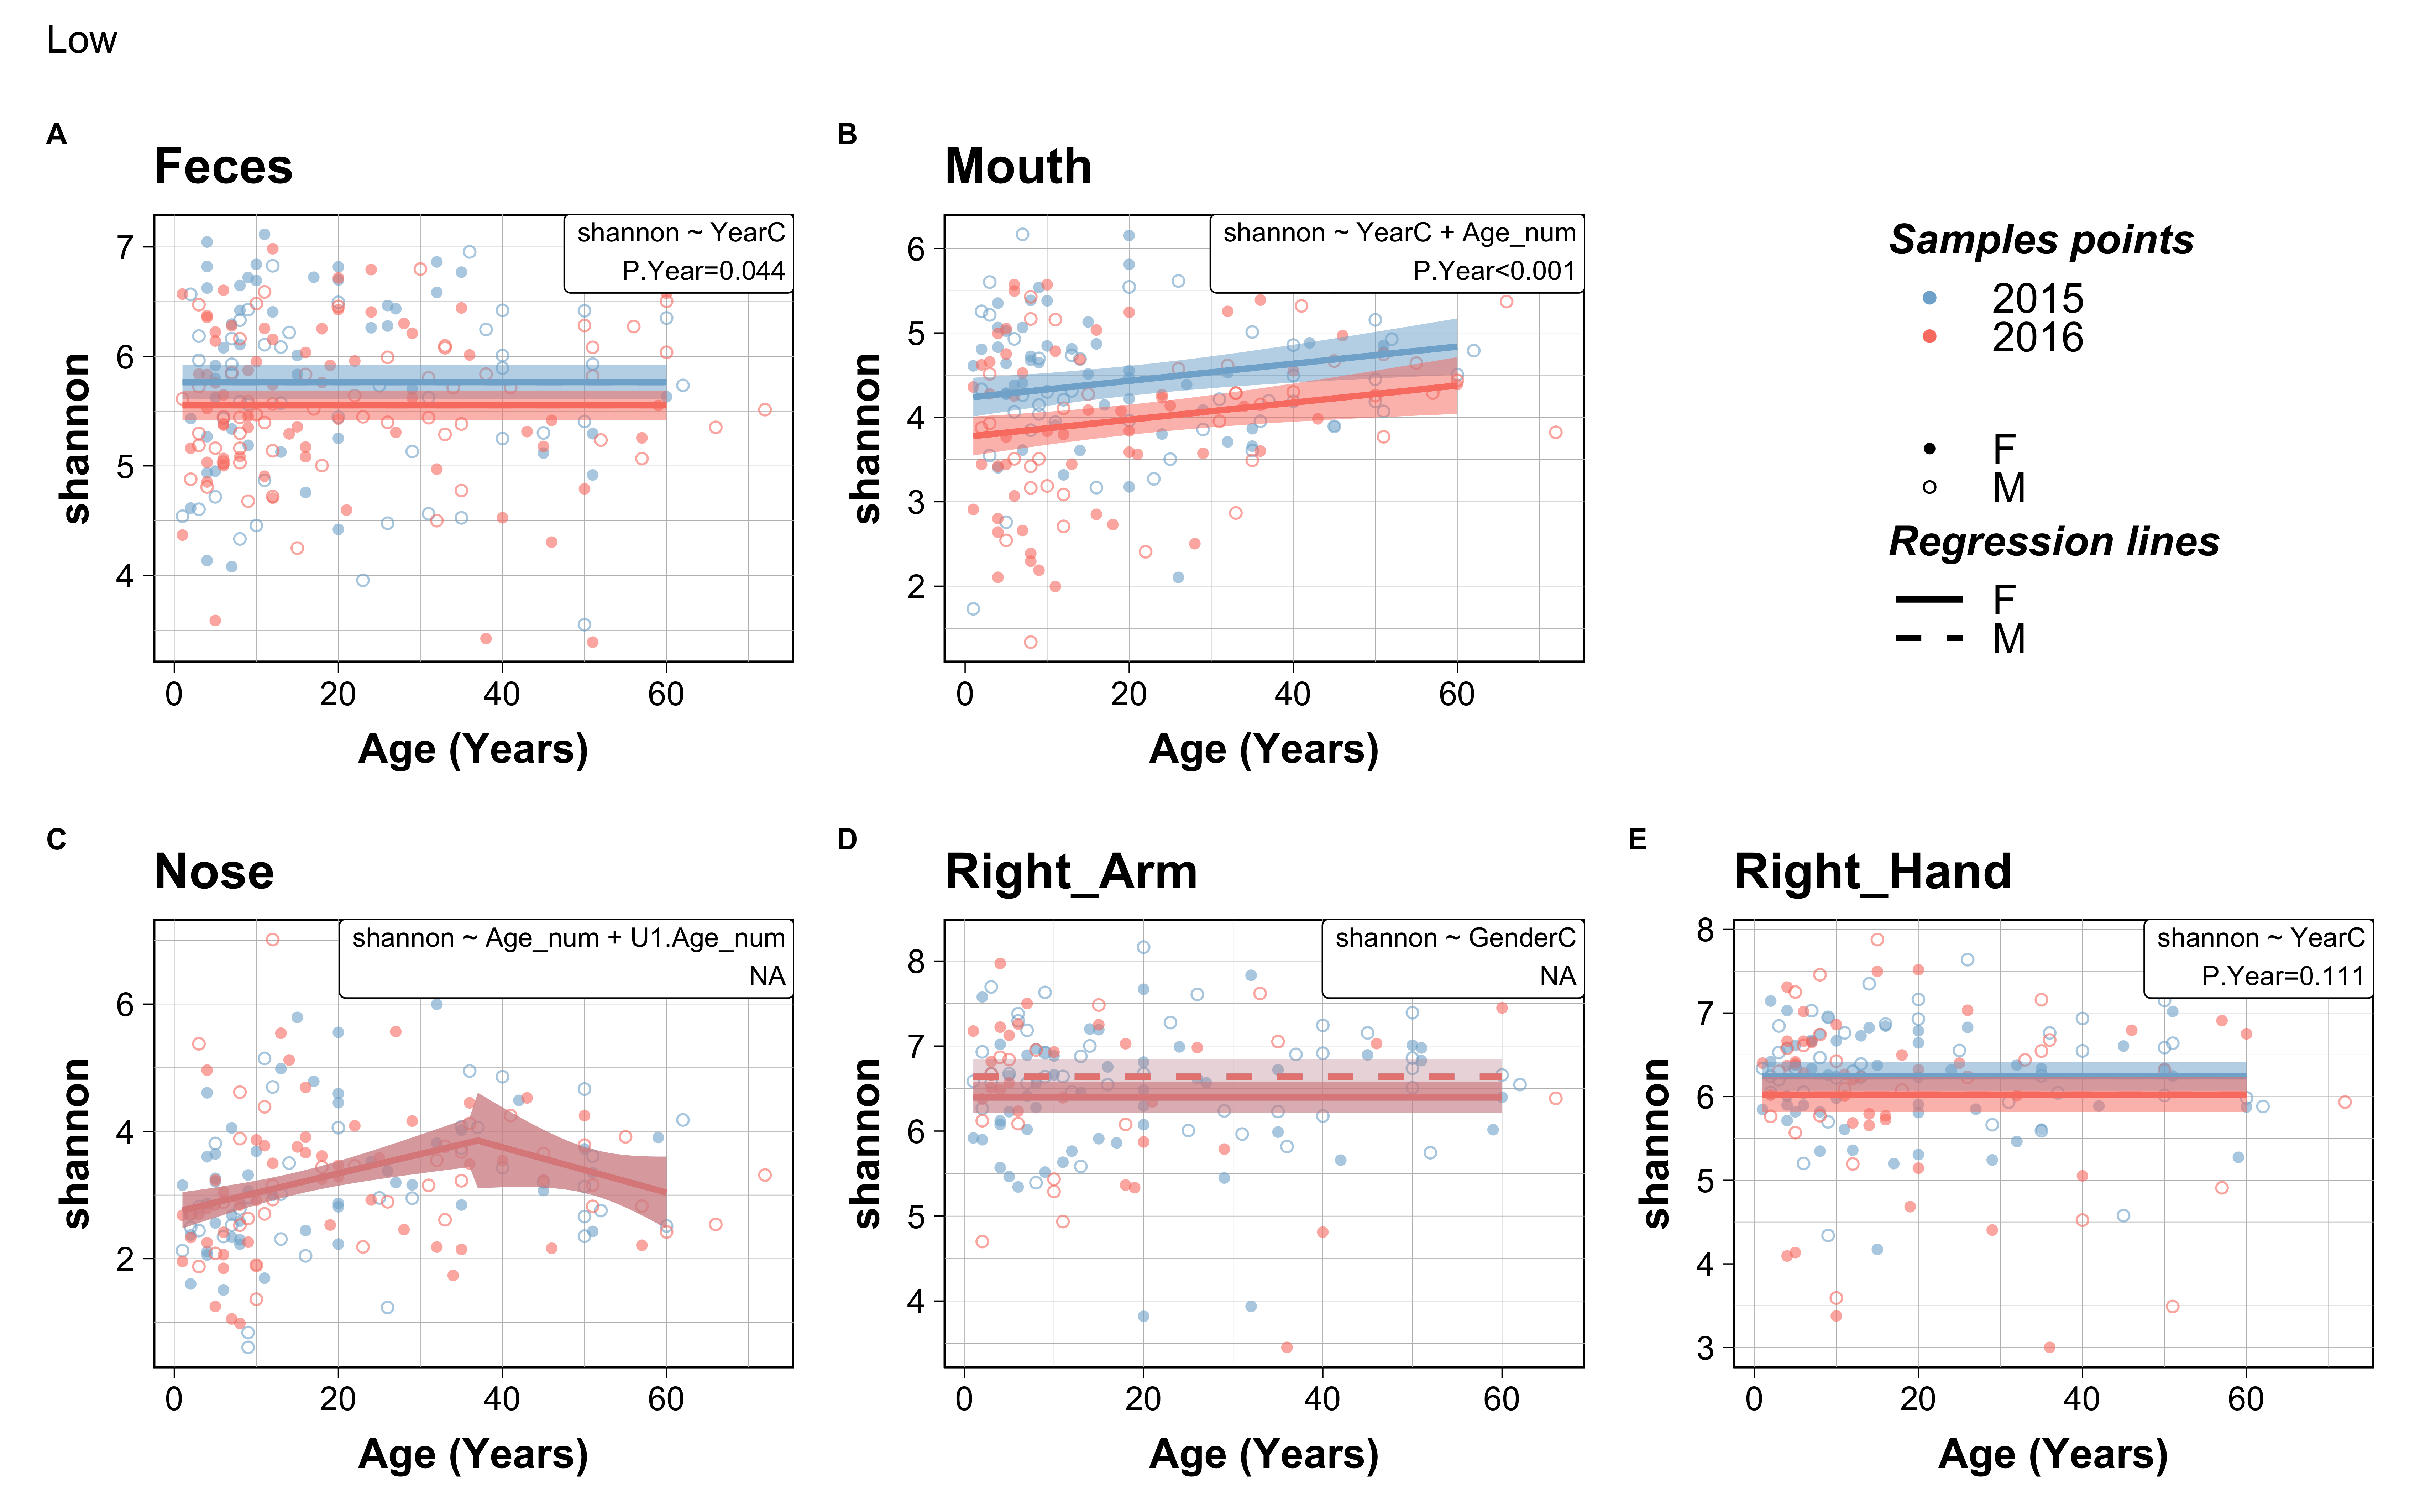 Low
A
Feces
shannon ~ YearC
P.Year=0.044
shannon
7
6
5
4
0 20 40 60
Age (Years)
B
Mouth
shannon ~ YearC + Age_num
P.Year<0.001
shannon
6
5
4
3
2
0 20 40 60
Age (Years)
Samples points
2015
2016
F
M
Regression lines
F
M
C
Nose
shannon ~ Age_num + U1.Age_num
NA
shannon
6
4
2
0 20 40 60
Age (Years)
D
Right_Arm
shannon ~ GenderC
NA
shannon
8
7
6
5
4
0 20 40 60
Age (Years)
E
Right_Hand
shannon ~ YearC
P.Year=0.111
shannon
8
7
6
5
4
3
0 20 40 60
Age (Years)